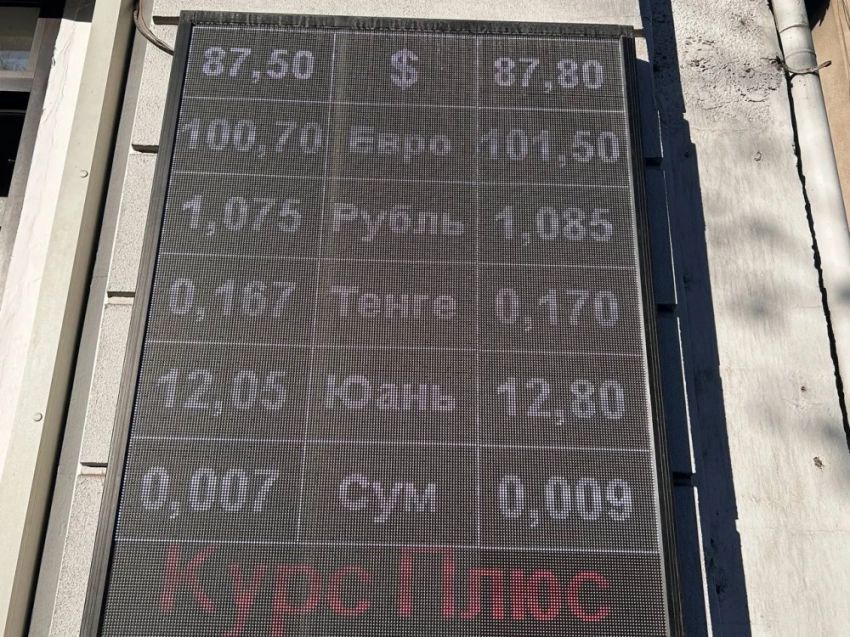 87,50 $ 87,80
100,70 Евро 101,50
1,075 Рубль 1,085
0,167 Тенге 0,170
12,05 Юань 12,80
0,007 Сум 0,009
Курс Плюс